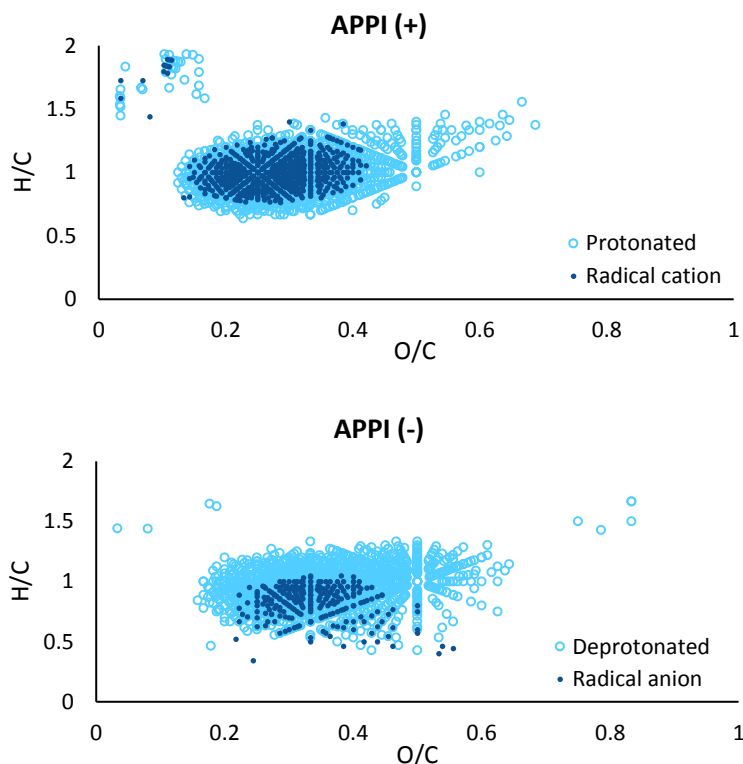 APPI (+)
2
1.5
1
0.5
0
H/C
Protonated
Radical cation
0 0.2 0.4 0.6 0.8 1
O/C
APPI (-)
2
1.5
1
0.5
0
H/C
Deprotonated
Radical anion
0 0.2 0.4 0.6 0.8 1
O/C